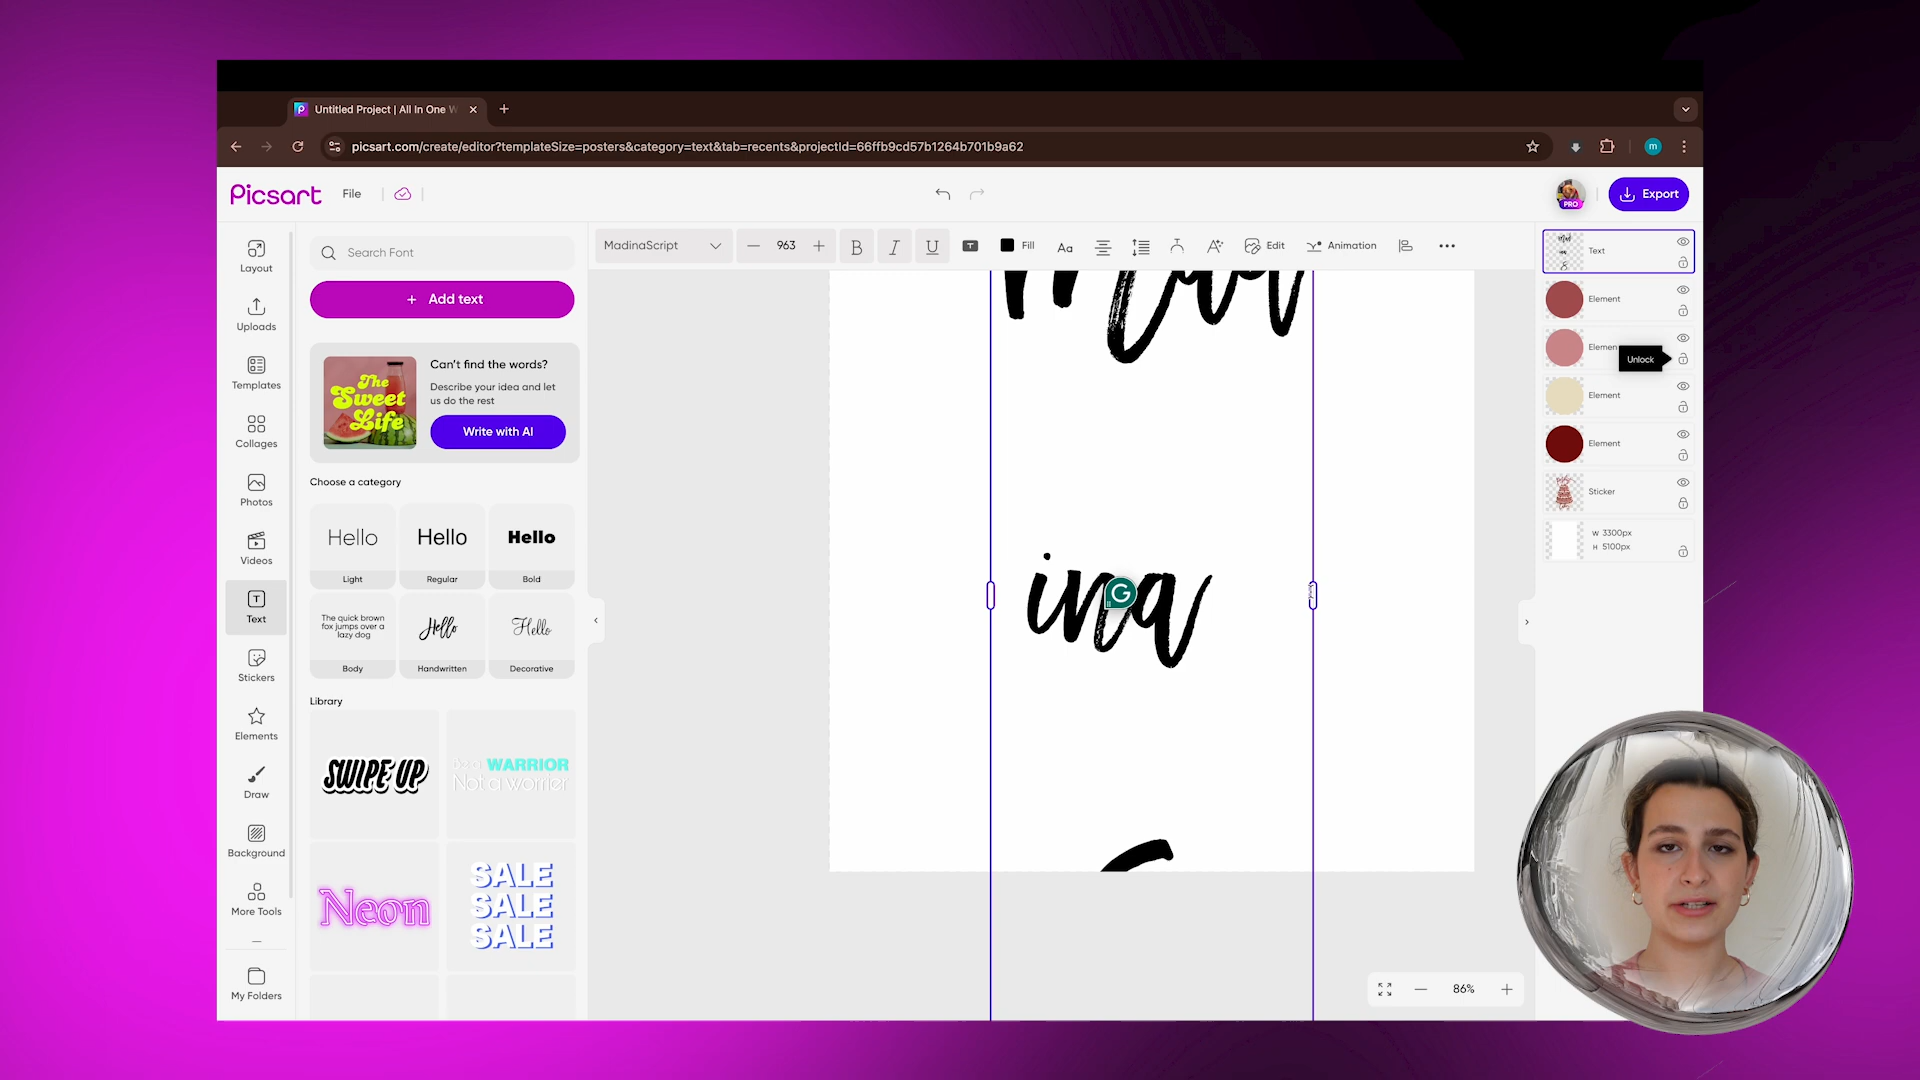 Untitled Project | All In One W
picsart.com/create/editor?templateSize=posters&category=text&tab=recents&projectId=66ffb9cd57b1264b701b9a62
m
Picsart
File
PRO
Export
Layout
Uploads
Templates
Collages
Photos
Videos
Text
Stickers
Elements
Draw
Background
More Tools
My Folders
Search Font
+ Add text
The
Sweet
Life
Can't find the words?
Describe your idea and let
us do the rest
Write with AI
Choose a category
Hello
Light
Hello
Regular
Hello
Bold
The quick brown
fox jumps over a
lazy dog
Body
Hello
Handwritten
Hello
Decorative
Library
SWIPE UP
WARRIOR
Not a worrier
Neon
SALE
SALE
SALE
MadinaScript
963
B
I
U
T
Fill
Aa
Edit
Animation
ina
G
86%
Text
Element
Elemen
Unlock
Element
Element
Sticker
W 3300px
H 5100px